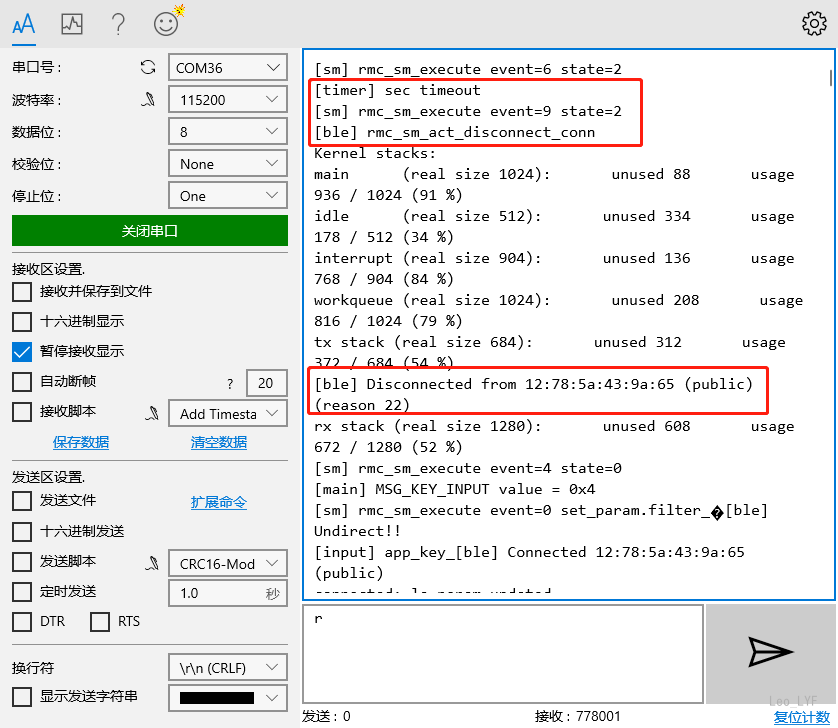 AA
?
串口号：
COM36
波特率：
115200
数据位：
8
校验位：
None
停止位：
One
关闭串口
接收区设置.
接收并保存到文件
十六进制显示
暂停接收显示
自动断帧
?
20
接收脚本
Add Timesta
保存数据
清空数据
发送区设置.
发送文件
扩展命令
十六进制发送
发送脚本
CRC16-Mod
定时发送
1.0
秒
DTR
RTS
换行符
\r\n (CRLF)
显示发送字符串
[sm] rmc_sm_execute event=6 state=2
[timer] sec timeout
[sm] rmc_sm_execute event=9 state=2
[ble] rmc_sm_act_disconnect_conn
Kernel stacks:
main      (real size 1024):       unused 88       usage
936 / 1024 (91 %)
idle      (real size 512):       unused 334       usage
178 / 512 (34 %)
interrupt (real size 904):       unused 136       usage
768 / 904 (84 %)
workqueue (real size 1024):       unused 208       usage
816 / 1024 (79 %)
tx stack (real size 684):       unused 312       usage
372 / 684 (54 %)
[ble] Disconnected from 12:78:5a:43:9a:65 (public)
(reason 22)
rx stack (real size 1280):       unused 608       usage
672 / 1280 (52 %)
[sm] rmc_sm_execute event=4 state=0
[main] MSG_KEY_INPUT value = 0x4
[sm] rmc_sm_execute event=0 set_param.filter_�[ble]
Undirect!!
[input] app_key_[ble] Connected 12:78:5a:43:9a:65
(public)
connected: le param updated
r
发送：0
接收：778001
Leo_LYF
复位计数